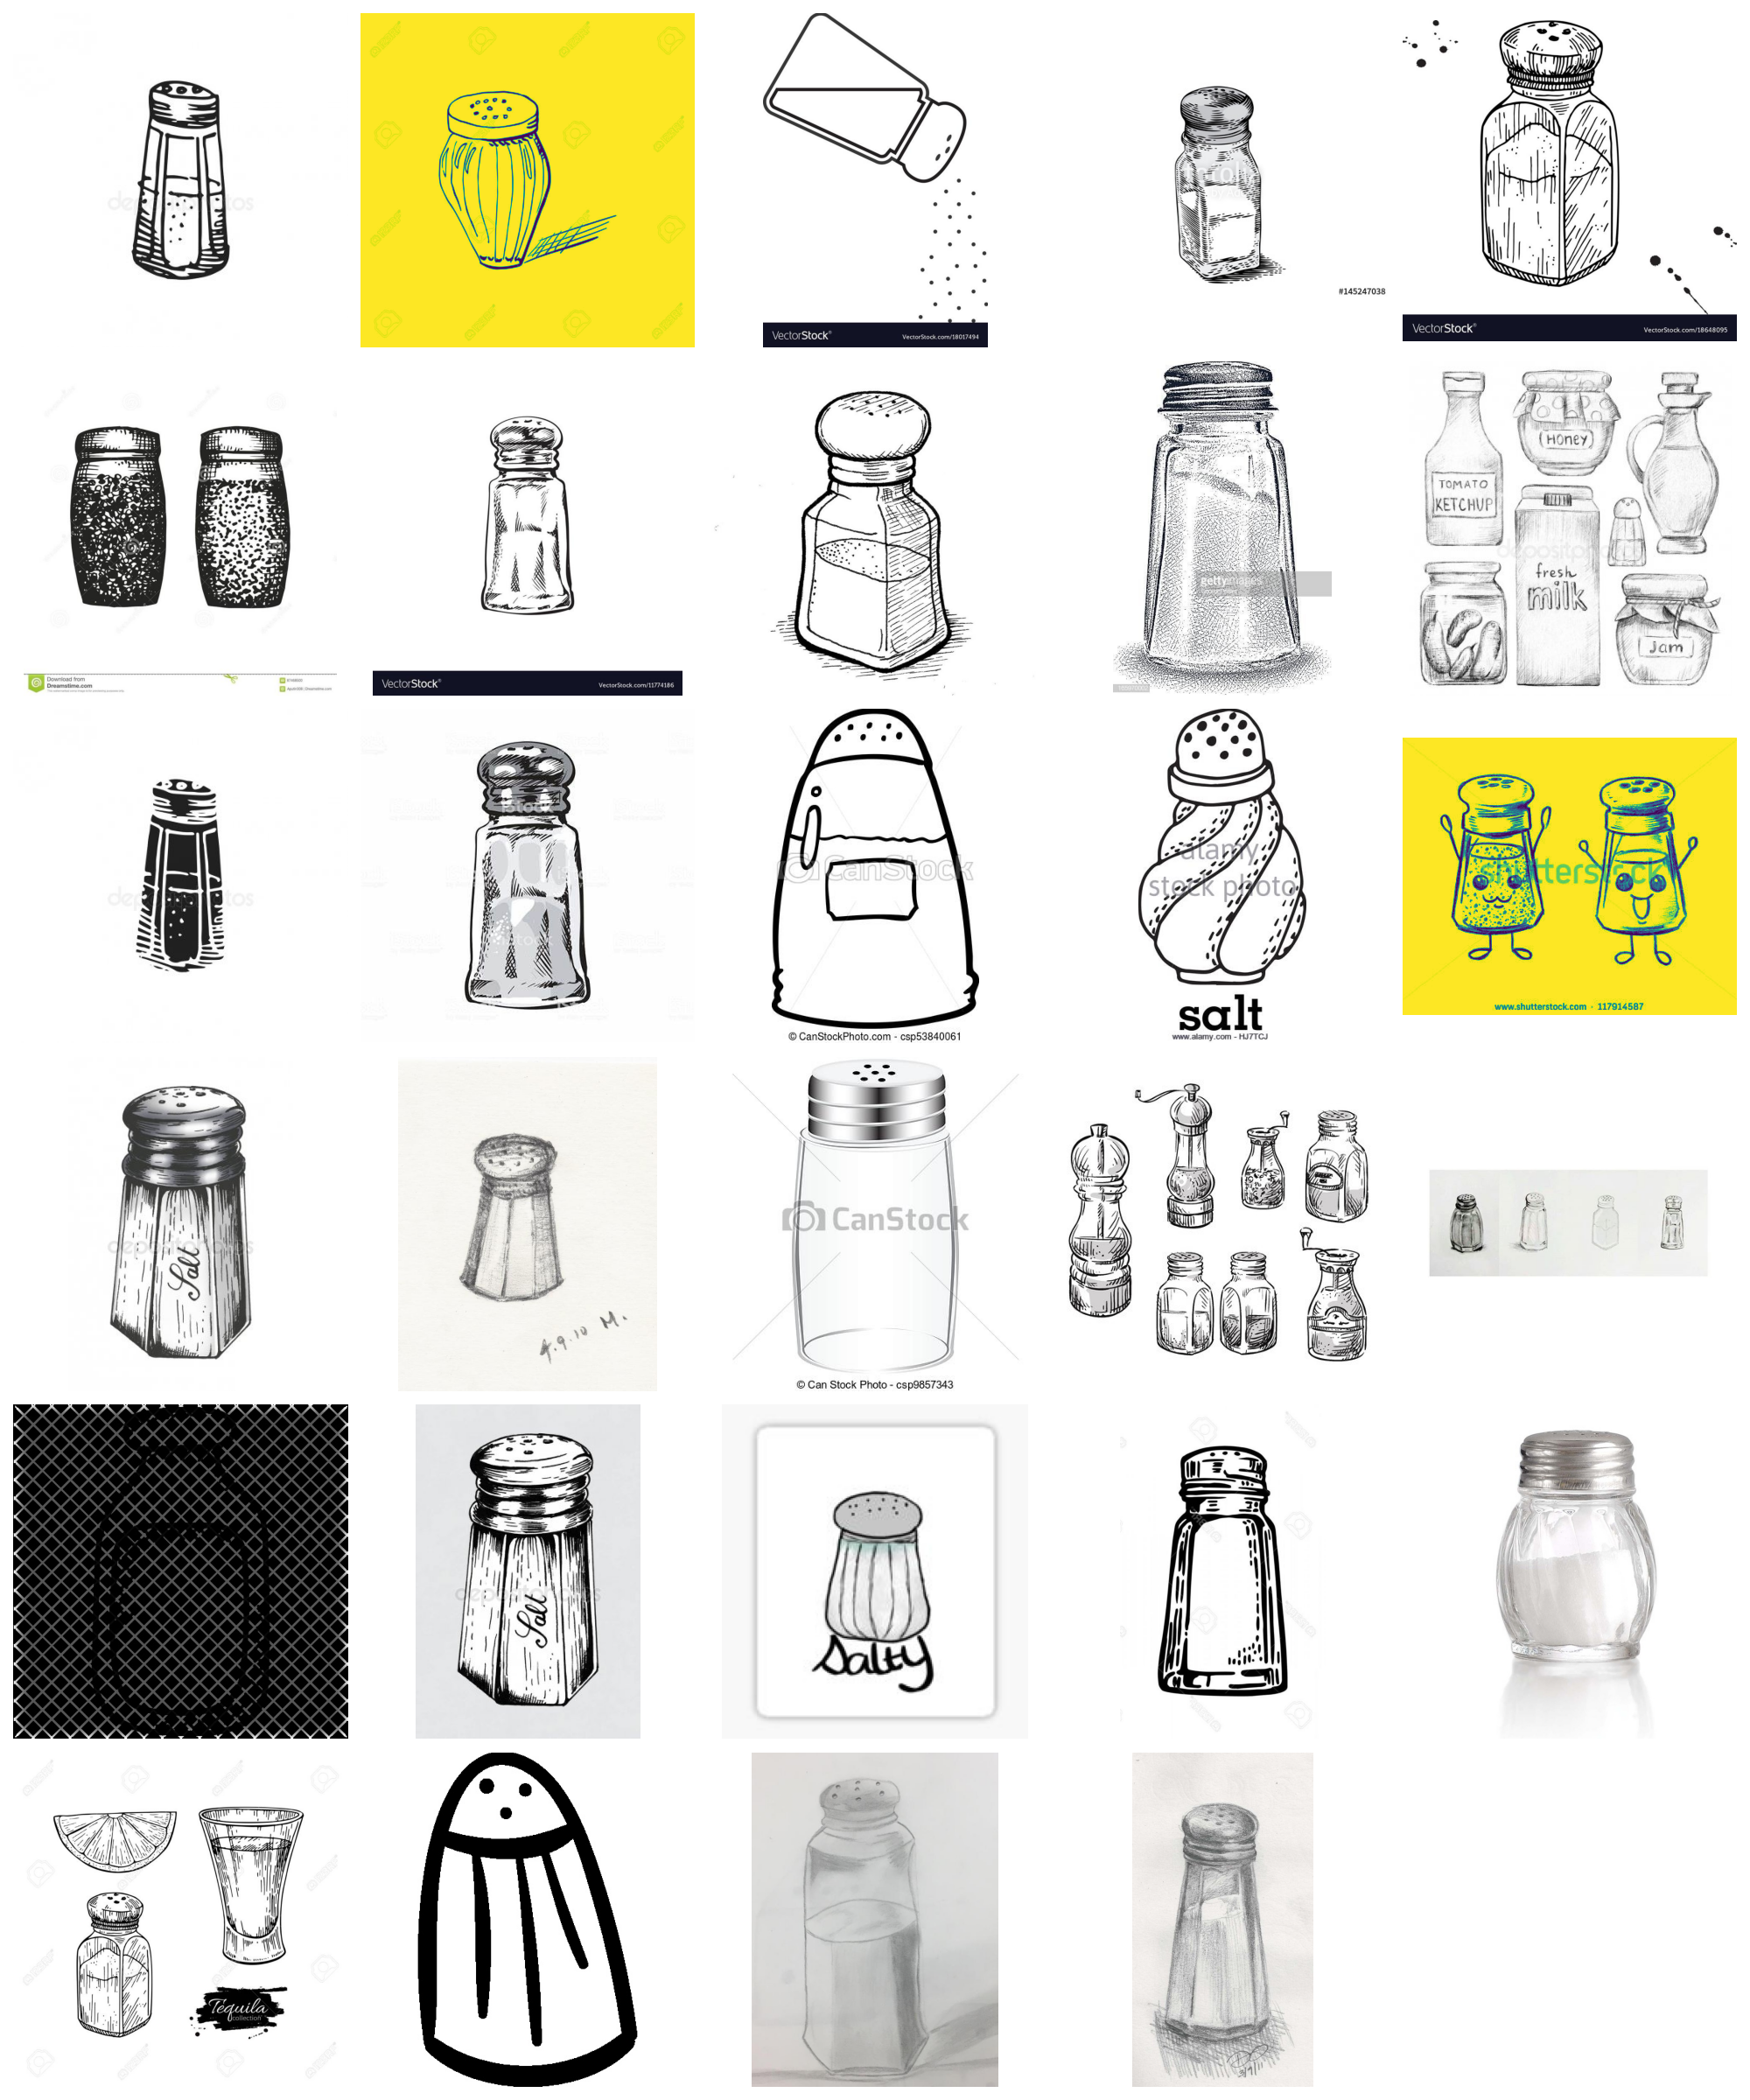 depositphotos
VectorStock®
VectorStock.com/18017494
#145247038
VectorStock®
VectorStock.com/18648095
Download from
Dreamstime.com
VectorStock®
VectorStock.com/11774186
gettyimages
TOMATO
KETCHUP
HONEY
fresh
milk
Jam
depositphotos
depositphotos
iStock
CanStock
© CanStockPhoto.com - csp53840061
alamy
stock photo
salt
www.alamy.com - HJ7TCJ
shutterstock
www.shutterstock.com · 117914587
depositphotos
Salt
4.9.10 M.
CanStock
© Can Stock Photo - csp9857343
depositphotos
Salt
Salty
Tequila
collection